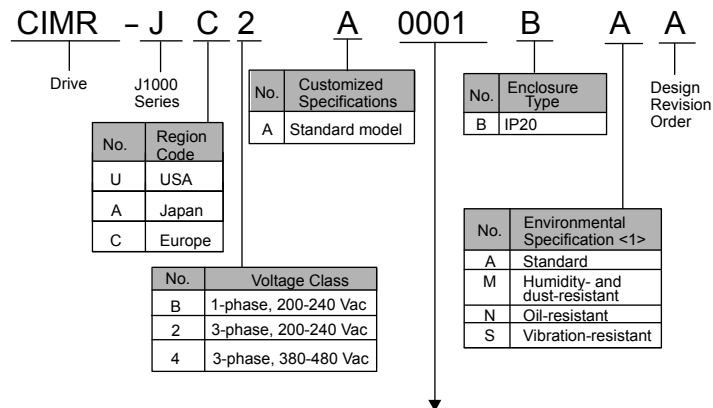 CIMR - J C 2 A 0001 B A A
Drive
J1000
Series
No. Customized
Specifications
A Standard model
No. Enclosure
Type
B IP20
Design
Revision
Order
No. Region
Code
U USA
A Japan
C Europe
No. Environmental
Specification <1>
A Standard
M Humidity- and
dust-resistant
N Oil-resistant
S Vibration-resistant
No. Voltage Class
B 1-phase, 200-240 Vac
2 3-phase, 200-240 Vac
4 3-phase, 380-480 Vac